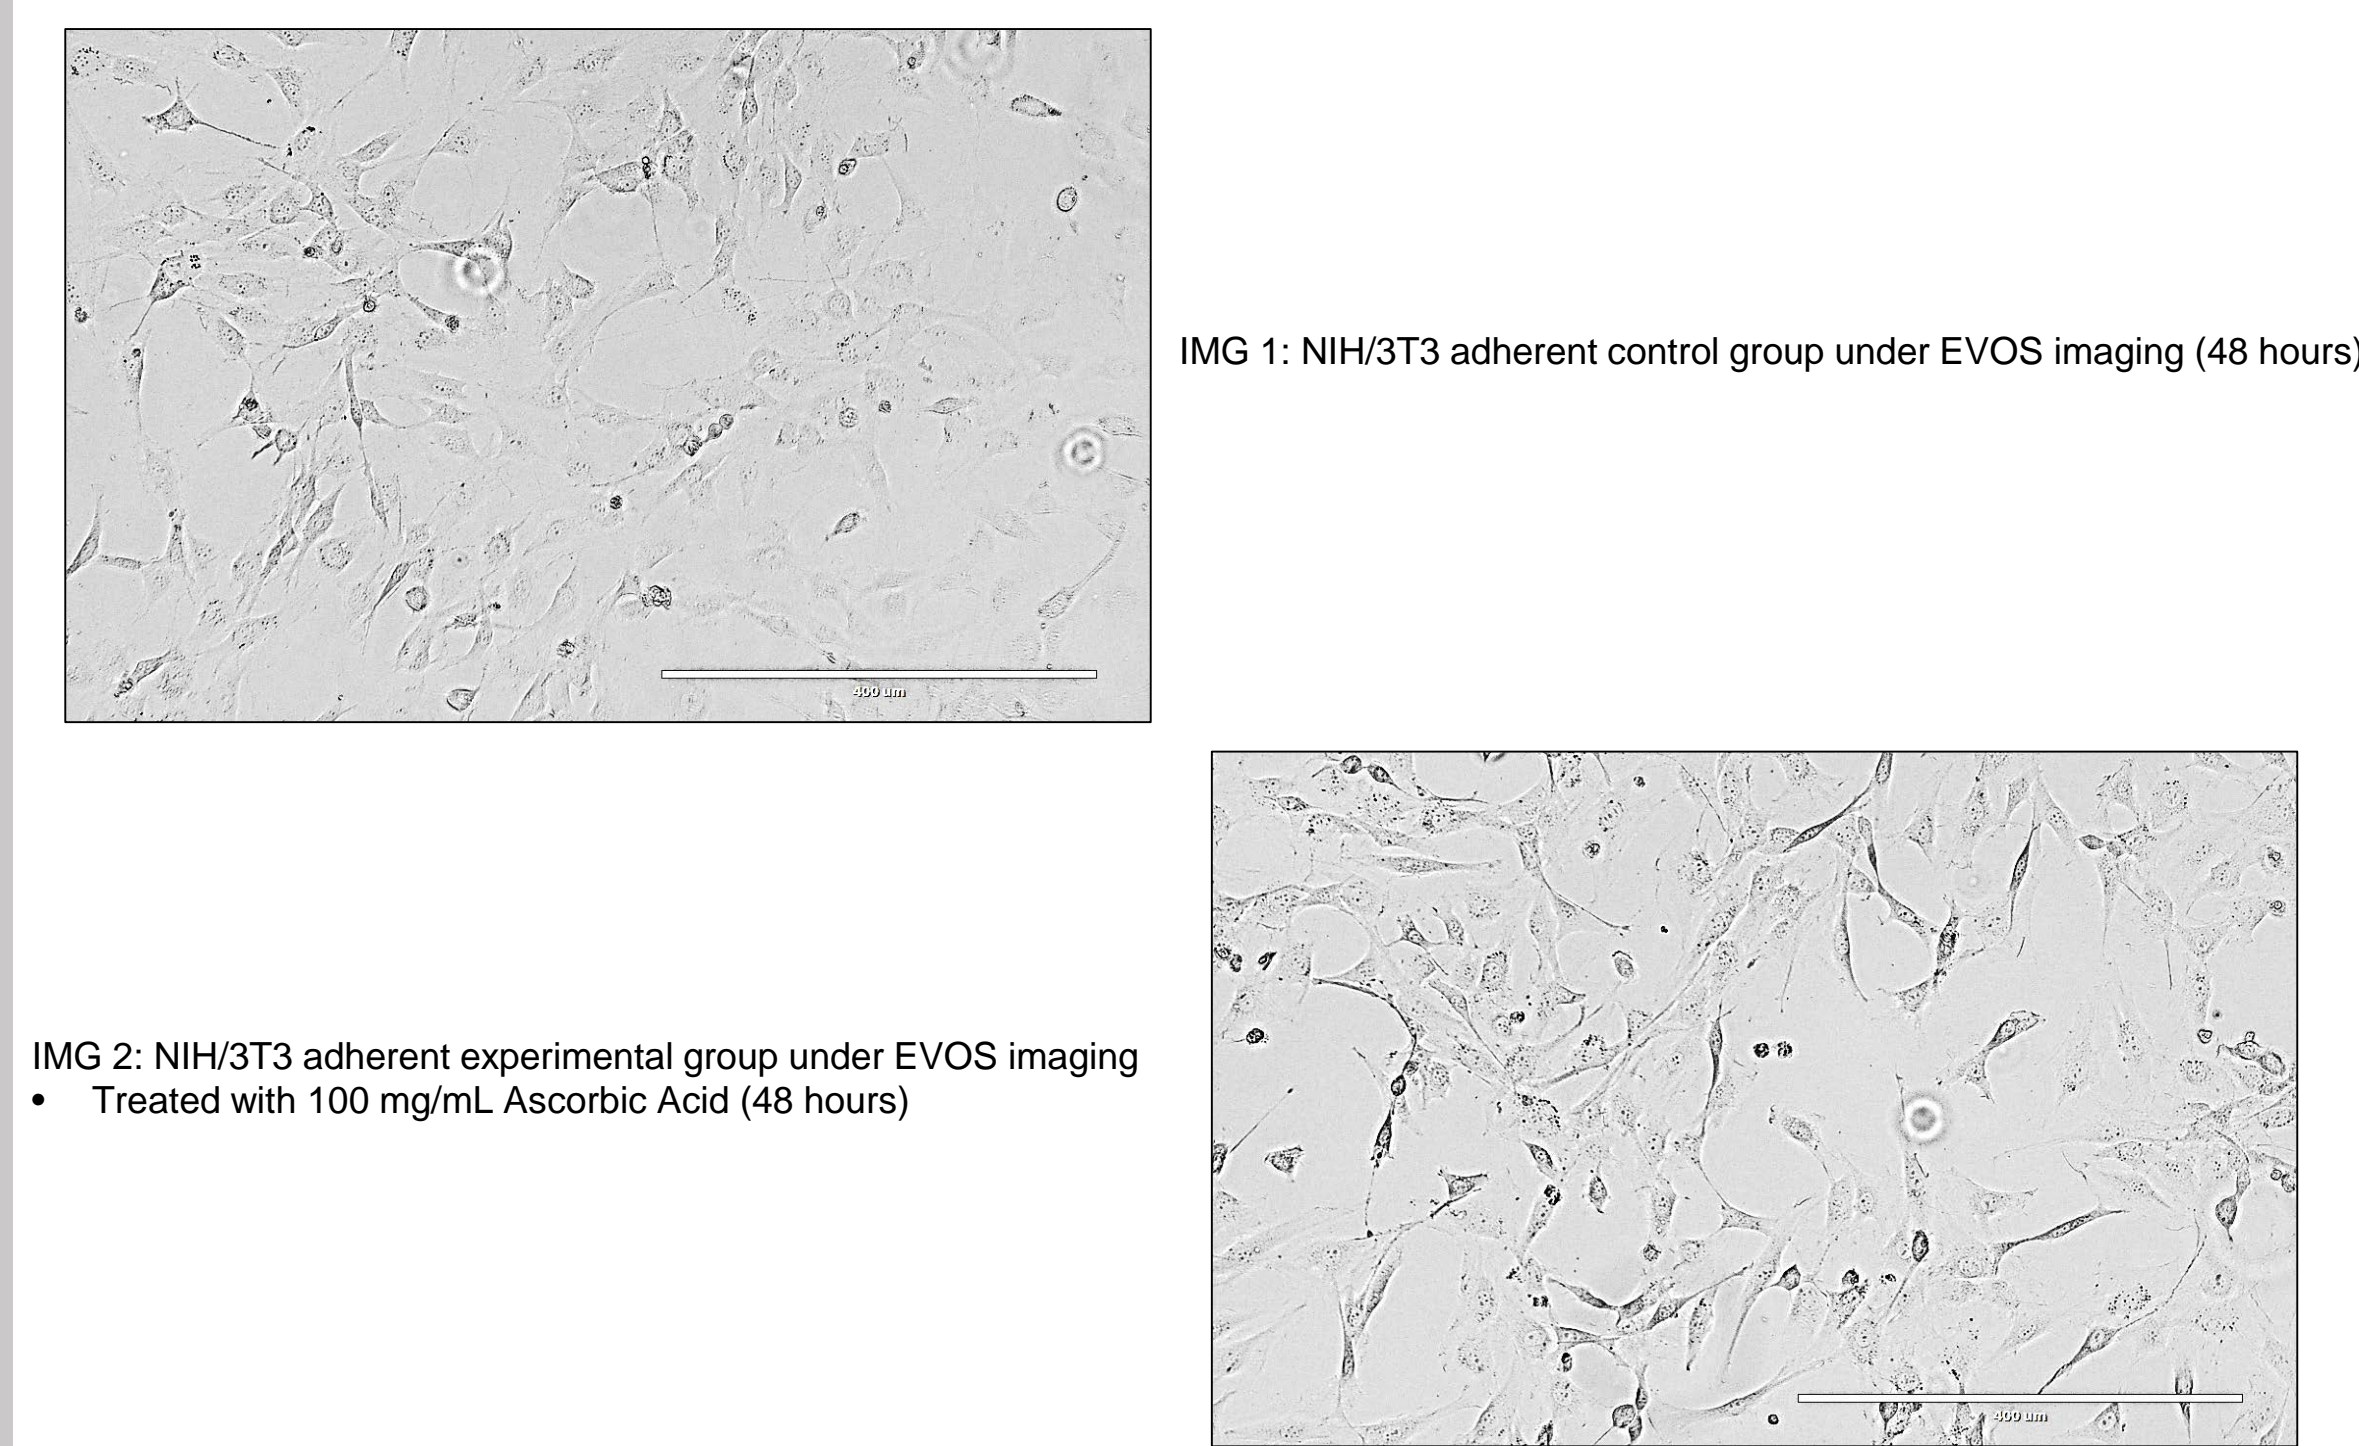 IMG 1: NIH/3T3 adherent control group under EVOS imaging (48 hours)
400 um
IMG 2: NIH/3T3 adherent experimental group under EVOS imaging
• Treated with 100 mg/mL Ascorbic Acid (48 hours)
400 um